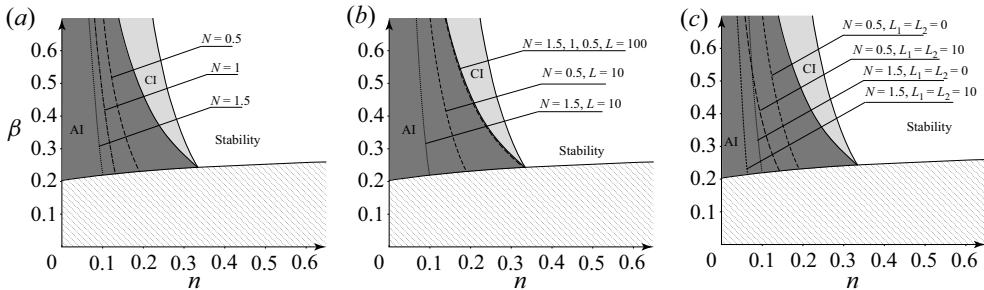 (a)
0.6
0.5
0.4
β
0.3
0.2
0.1
0
0.1
0.2
0.3
0.4
0.5
0.6
n
N = 0.5
N = 1
N = 1.5
CI
AI
Stability
(b)
0.6
0.5
0.4
0.3
0.2
0.1
0
0.1
0.2
0.3
0.4
0.5
0.6
n
N = 1.5, 1, 0.5, L = 100
N = 0.5, L = 10
N = 1.5, L = 10
CI
AI
Stability
(c)
0.6
0.5
0.4
0.3
0.2
0.1
0
0.1
0.2
0.3
0.4
0.5
0.6
n
N = 0.5, L₁ = L₂ = 0
N = 0.5, L₁ = L₂ = 10
N = 1.5, L₁ = L₂ = 0
N = 1.5, L₁ = L₂ = 10
CI
AI
Stability